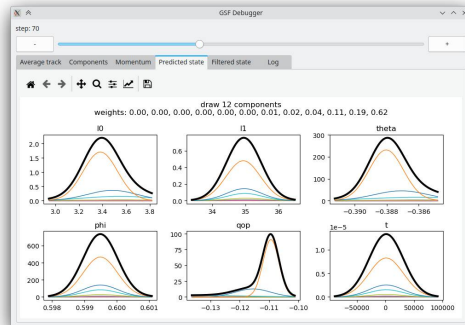 GSF Debugger
step: 70
-
+
Average track Components Momentum Predicted state Filtered state Log
draw 12 components
weights: 0.00, 0.00, 0.00, 0.00, 0.00, 0.00, 0.01, 0.02, 0.04, 0.11, 0.19, 0.62
l0 l1 theta
2.0 0.8 300
1.5 0.6 200
1.0 0.4
0.5 0.2 100
0.0 0.0 0
3.0 3.2 3.4 3.6 3.8 34 35 36 −0.390 −0.388 −0.386
phi qop t
1e−5
600 100
75 1.0
400 50
200 25 0.5
0 0 0.0
0.598 0.599 0.600 0.601 −0.13 −0.12 −0.11 −0.10 −50000 0 50000 100000